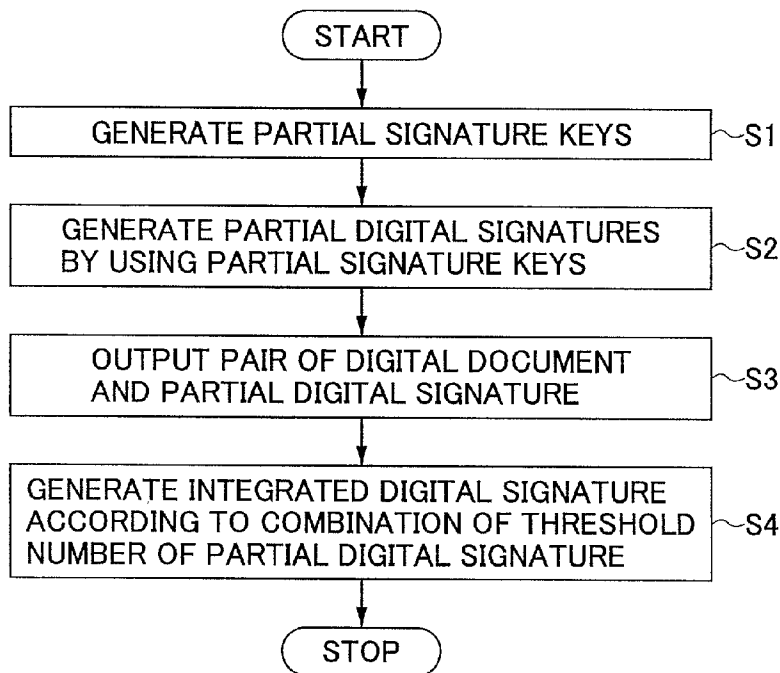 START
GENERATE PARTIAL SIGNATURE KEYS
S1
GENERATE PARTIAL DIGITAL SIGNATURES
BY USING PARTIAL SIGNATURE KEYS
S2
OUTPUT PAIR OF DIGITAL DOCUMENT
AND PARTIAL DIGITAL SIGNATURE
S3
GENERATE INTEGRATED DIGITAL SIGNATURE
ACCORDING TO COMBINATION OF THRESHOLD
NUMBER OF PARTIAL DIGITAL SIGNATURE
S4
STOP